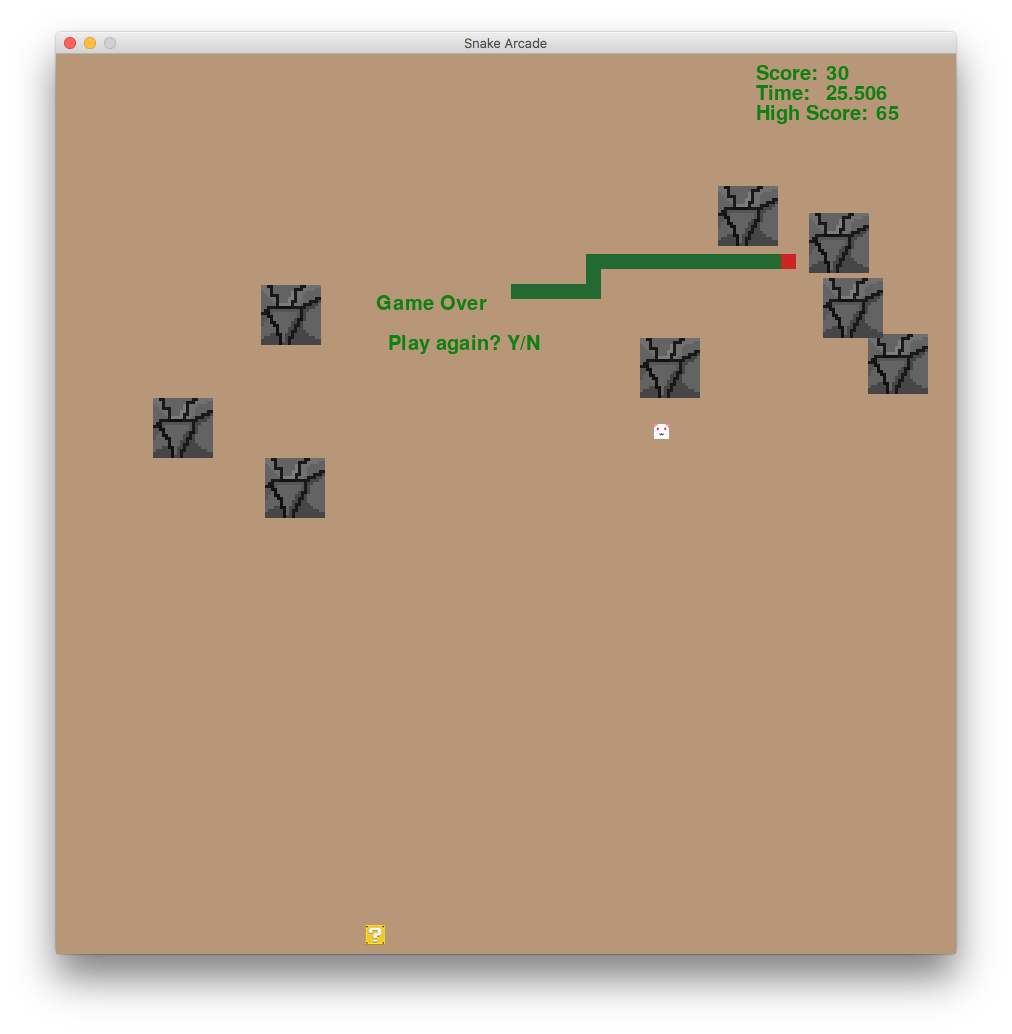 Snake Arcade
Score: 30
Time: 25.506
High Score: 65
Game Over
Play again? Y/N
?